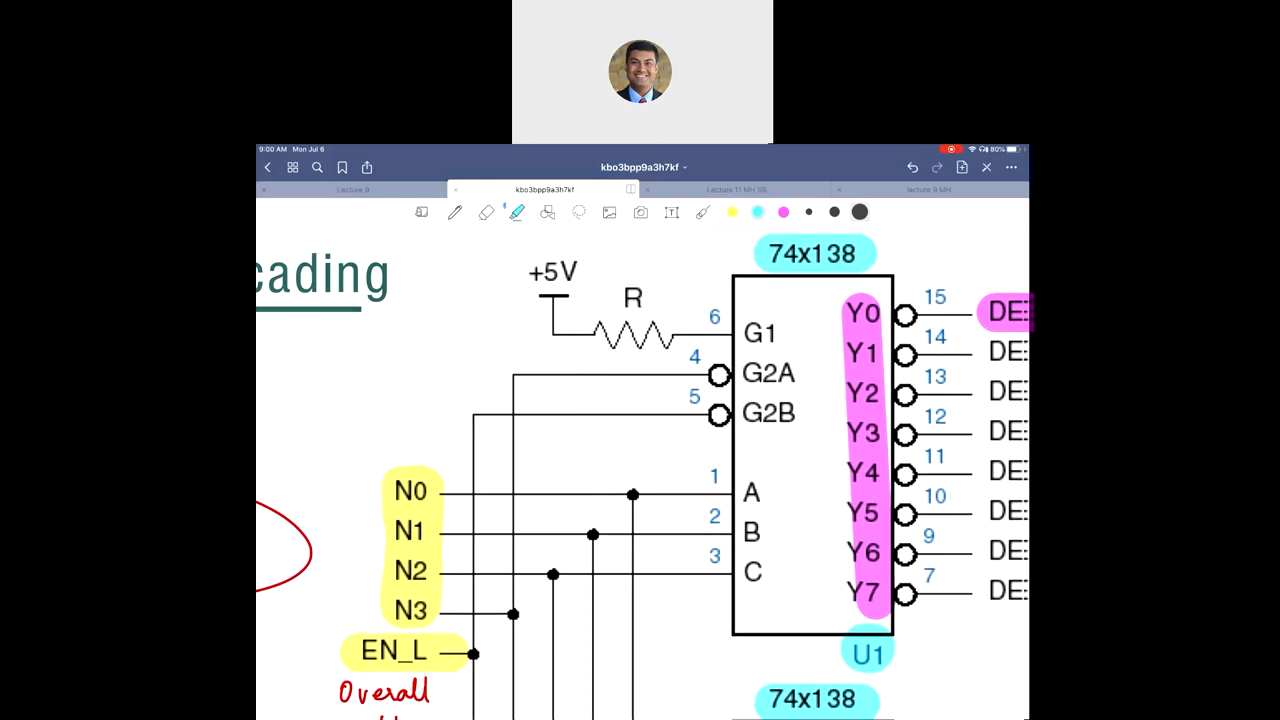 9:00 AM Mon Jul 6
80%
kbo3bpp9a3h7kf
Lecture 9
kbo3bpp9a3h7kf
Lecture 11 MH S5
lecture 9 MH
cading
74x138
+5V
R
6 G1
4 G2A
5 G2B
N0 1 A
N1 2 B
N2 3 C
N3
EN_L
Overall
Y0 15 DE
Y1 14 DE
Y2 13 DE
Y3 12 DE
Y4 11 DE
Y5 10 DE
Y6 9 DE
Y7 7 DE
U1
74x138